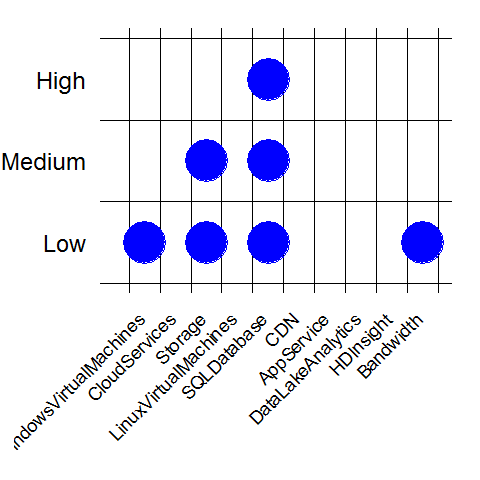 High
Medium
Low
ndowsVirtualMachines
CloudServices
Storage
LinuxVirtualMachines
SQLDatabase
CDN
AppService
DataLakeAnalytics
HDInsight
Bandwidth